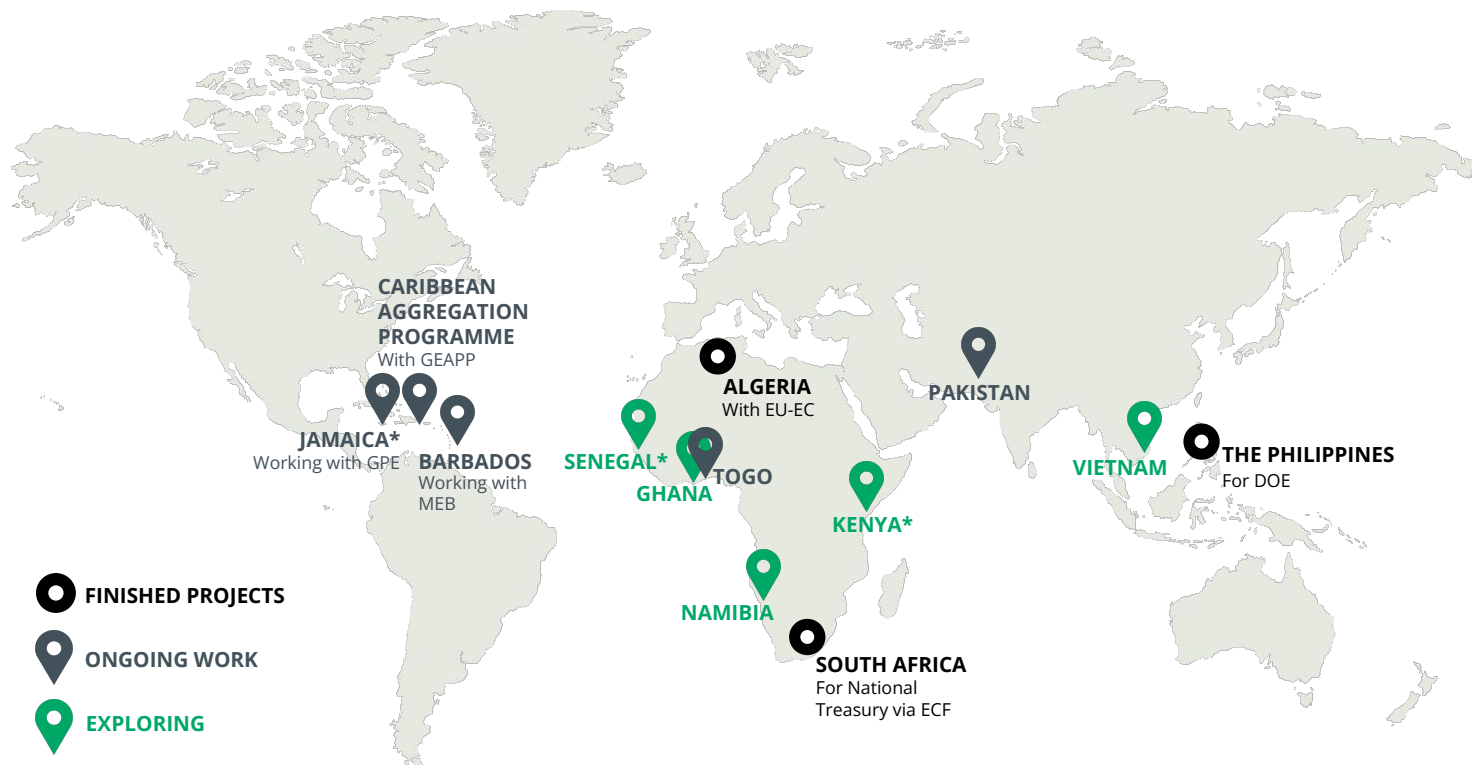 CARIBBEAN
AGGREGATION
PROGRAMME
With GEAPP
JAMAICA*
Working with GPE
BARBADOS
Working with
MEB
ALGERIA
With EU-EC
SENEGAL*
GHANA
TOGO
KENYA*
NAMIBIA
SOUTH AFRICA
For National
Treasury via ECF
PAKISTAN
VIETNAM
THE PHILIPPINES
For DOE
FINISHED PROJECTS
ONGOING WORK
EXPLORING